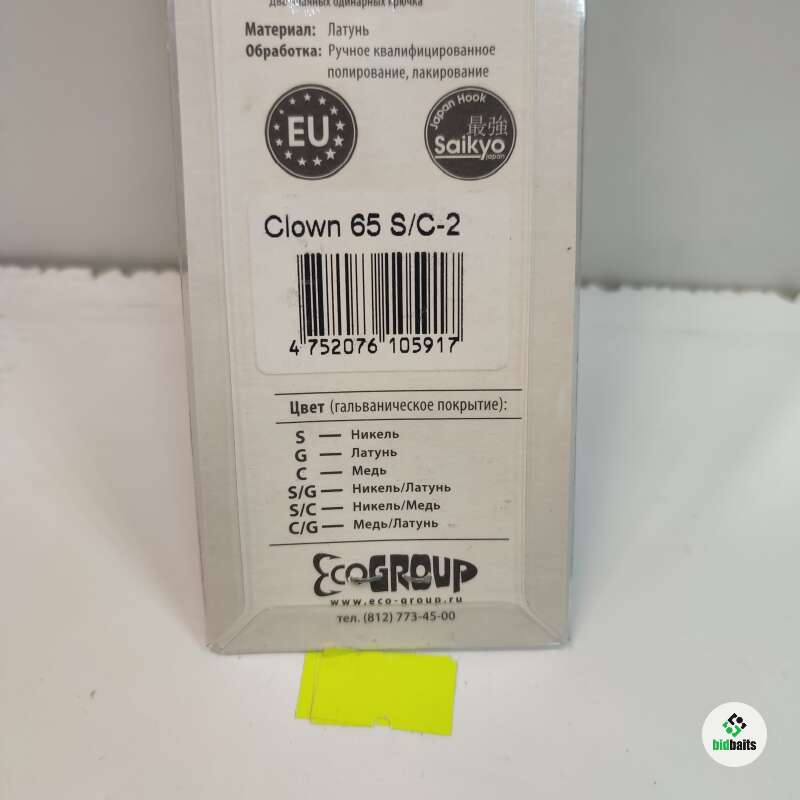 одинарных крючка
Материал: Латунь
Обработка: Ручное квалифицированное
полирование, лакирование
EU
Japan Hook
最強
Saikyo
japan
Clown 65 S/C-2
4 752076 105917
Цвет (гальваническое покрытие):
S — Никель
G — Латунь
C — Медь
S/G — Никель/Латунь
S/C — Никель/Медь
C/G — Медь/Латунь
EcoGROUP
www.eco-group.ru
тел. (812) 773-45-00
bidbaits